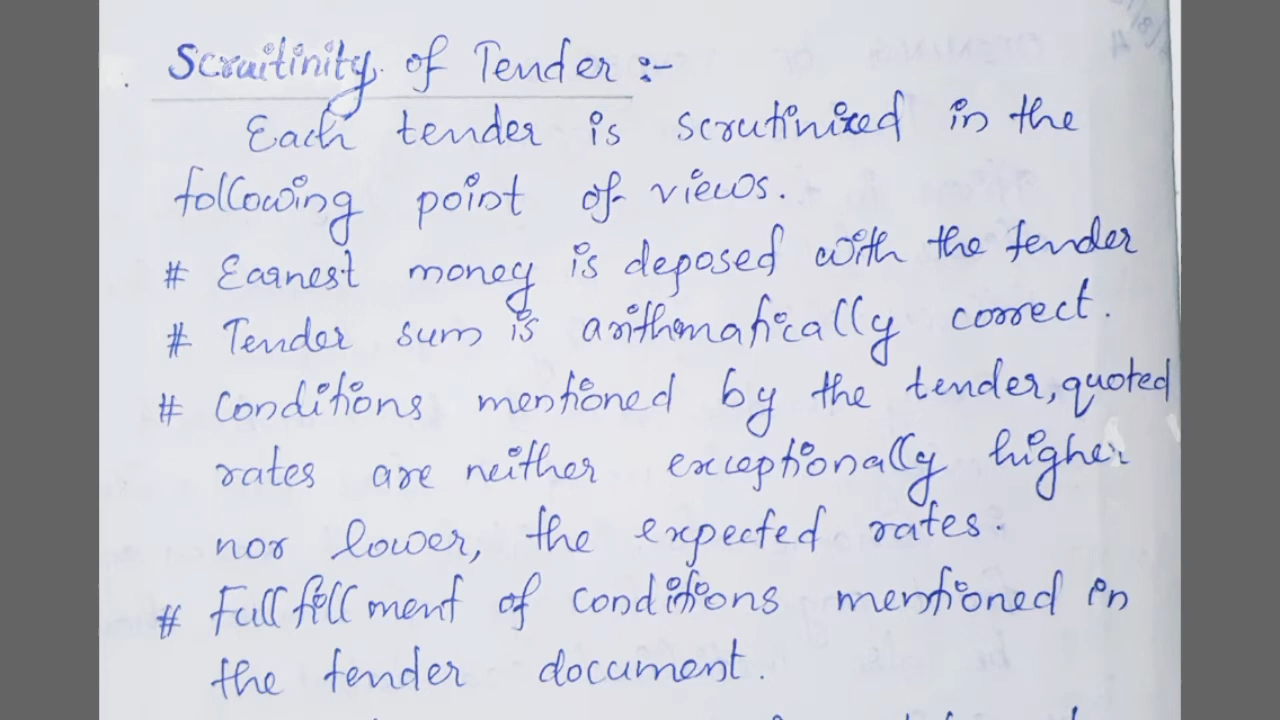 Scruitinity of Tender :-
Each tender is scrutinized in the
following point of views.
# Earnest money is deposed with the tender
# Tender sum is arithmatically correct.
# Conditions mentioned by the tender, quoted
rates are neither exceptionally higher
nor lower, the expected rates.
# Fullfillment of conditions mentioned in
the tender document.